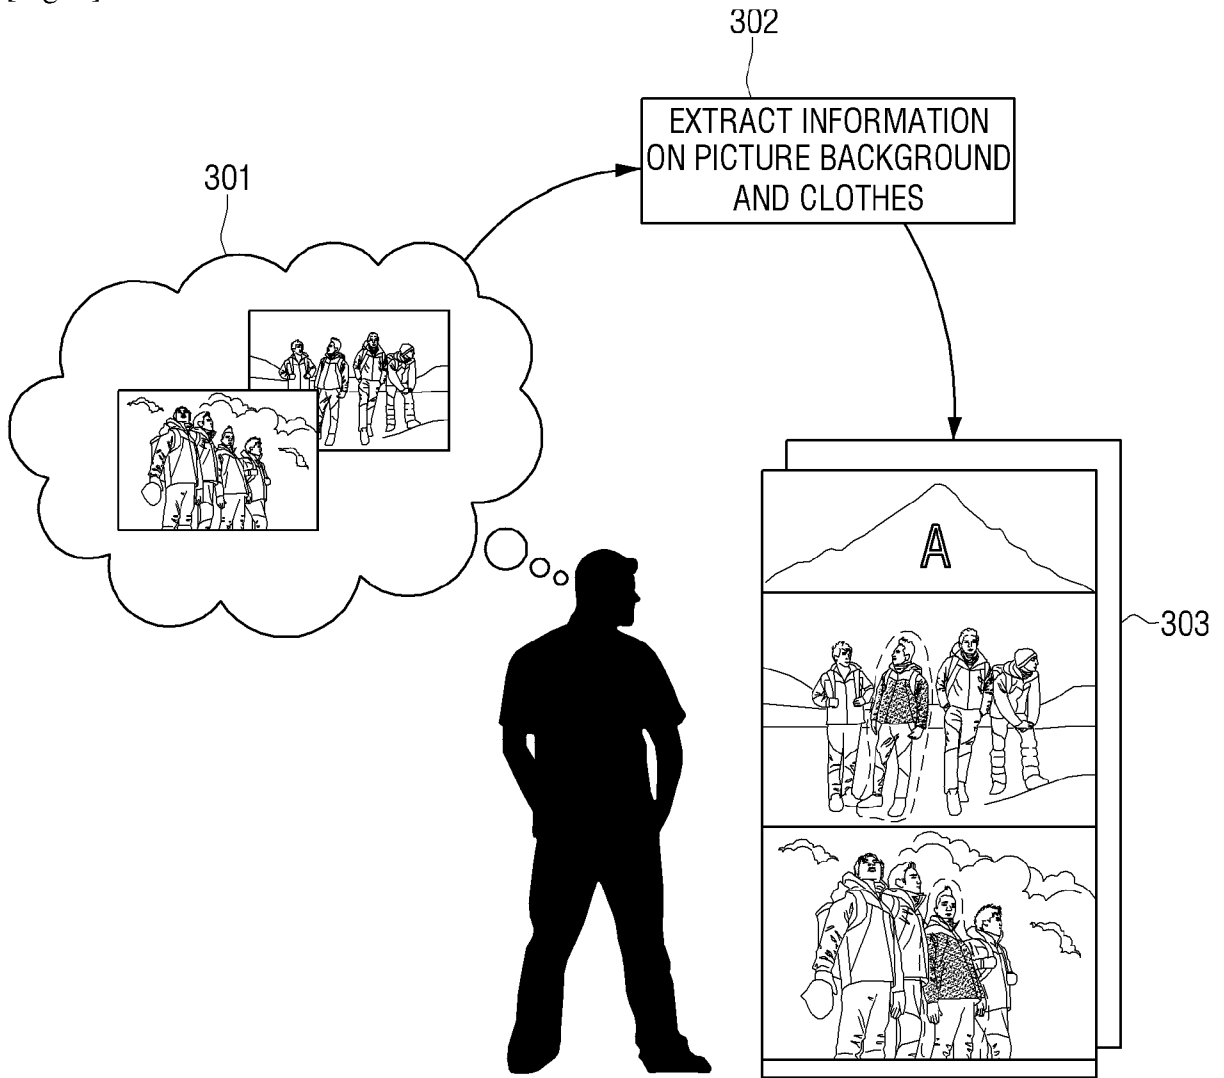 302
EXTRACT INFORMATION
ON PICTURE BACKGROUND
AND CLOTHES
301
A
303